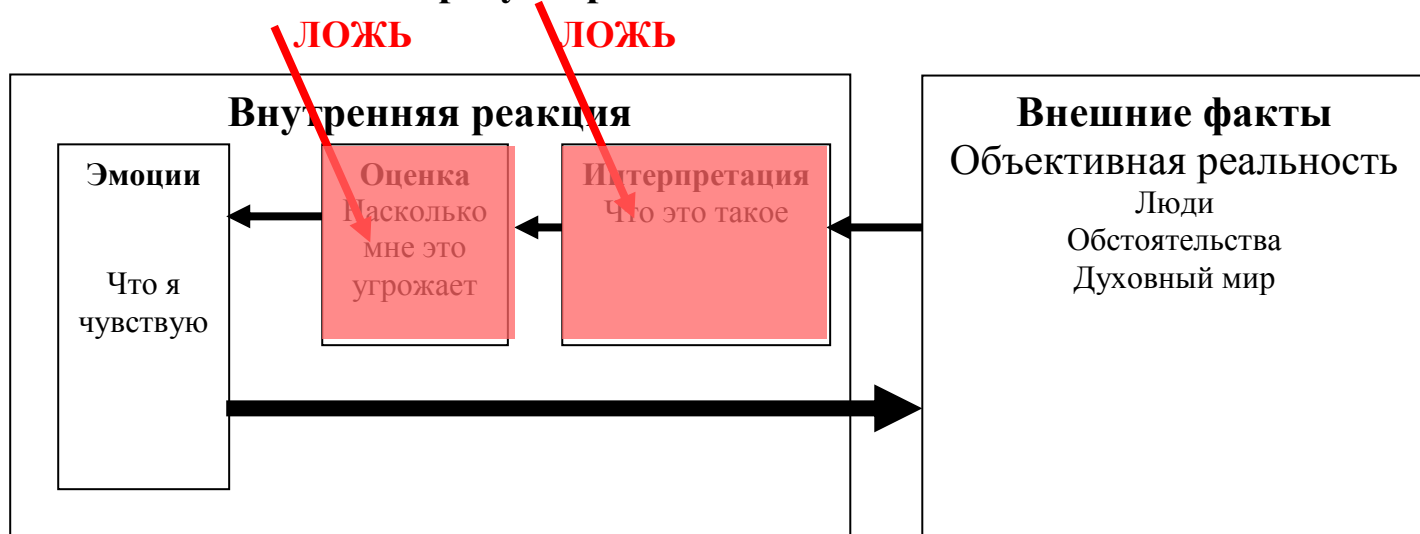 ЛОЖЬ
ЛОЖЬ
Внутренняя реакция
Эмоции
Что я
чувствую
Оценка
Насколько
мне это
угрожает
Интерпретация
Что это такое
Внешние факты
Объективная реальность
Люди
Обстоятельства
Духовный мир